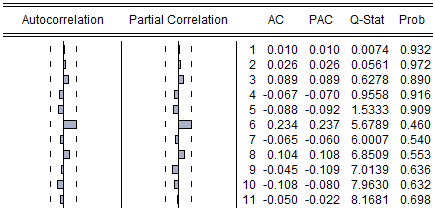 Autocorrelation Partial Correlation AC PAC Q-Stat Prob
1 0.010 0.010 0.0074 0.932
2 0.026 0.026 0.0561 0.972
3 0.089 0.089 0.6278 0.890
4 -0.067 -0.070 0.9558 0.916
5 -0.088 -0.092 1.5333 0.909
6 0.234 0.237 5.6789 0.460
7 -0.065 -0.060 6.0007 0.540
8 0.104 0.108 6.8509 0.553
9 -0.045 -0.109 7.0139 0.636
10 -0.108 -0.080 7.9630 0.632
11 -0.050 -0.022 8.1681 0.698